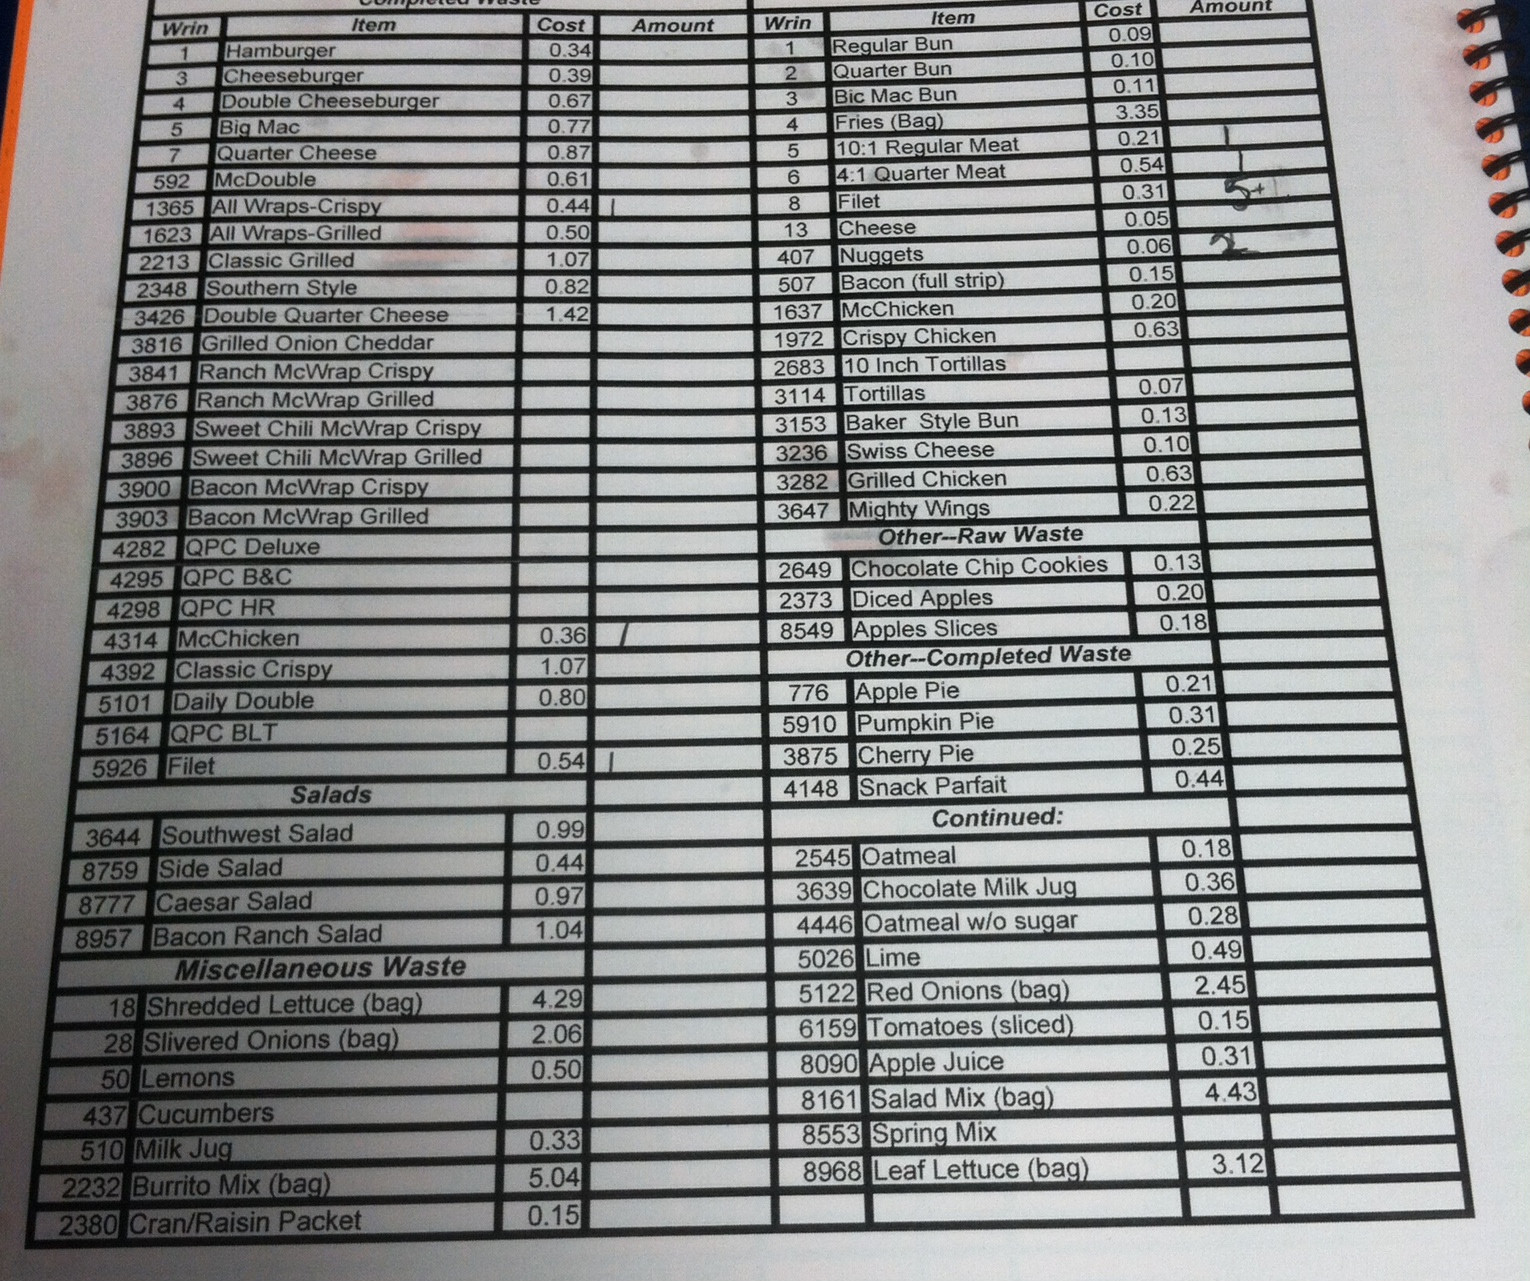 Completed Waste
Wrin Item Cost Amount
1 Hamburger 0.34
3 Cheeseburger 0.39
4 Double Cheeseburger 0.67
5 Big Mac 0.77
7 Quarter Cheese 0.87
592 McDouble 0.61
1365 All Wraps-Crispy 0.44 |
1623 All Wraps-Grilled 0.50
2213 Classic Grilled 1.07
2348 Southern Style 0.82
3426 Double Quarter Cheese 1.42
3816 Grilled Onion Cheddar
3841 Ranch McWrap Crispy
3876 Ranch McWrap Grilled
3893 Sweet Chili McWrap Crispy
3896 Sweet Chili McWrap Grilled
3900 Bacon McWrap Crispy
3903 Bacon McWrap Grilled
4282 QPC Deluxe
4295 QPC B&C
4298 QPC HR
4314 McChicken 0.36 /
4392 Classic Crispy 1.07
5101 Daily Double 0.80
5164 QPC BLT
5926 Filet 0.54 |
Salads
3644 Southwest Salad 0.99
8759 Side Salad 0.44
8777 Caesar Salad 0.97
8957 Bacon Ranch Salad 1.04
Miscellaneous Waste
18 Shredded Lettuce (bag) 4.29
28 Slivered Onions (bag) 2.06
50 Lemons 0.50
437 Cucumbers
510 Milk Jug 0.33
2232 Burrito Mix (bag) 5.04
2380 Cran/Raisin Packet 0.15
Wrin Item Cost Amount
1 Regular Bun 0.09
2 Quarter Bun 0.10
3 Bic Mac Bun 0.11
4 Fries (Bag) 3.35
5 10:1 Regular Meat 0.21 |
6 4:1 Quarter Meat 0.54 |
8 Filet 0.31 5+
13 Cheese 0.05
407 Nuggets 0.06 2
507 Bacon (full strip) 0.15
1637 McChicken 0.20
1972 Crispy Chicken 0.63
2683 10 Inch Tortillas
3114 Tortillas 0.07
3153 Baker Style Bun 0.13
3236 Swiss Cheese 0.10
3282 Grilled Chicken 0.63
3647 Mighty Wings 0.22
Other--Raw Waste
2649 Chocolate Chip Cookies 0.13
2373 Diced Apples 0.20
8549 Apples Slices 0.18
Other--Completed Waste
776 Apple Pie 0.21
5910 Pumpkin Pie 0.31
3875 Cherry Pie 0.25
4148 Snack Parfait 0.44
Continued:
2545 Oatmeal 0.18
3639 Chocolate Milk Jug 0.36
4446 Oatmeal w/o sugar 0.28
5026 Lime 0.49
5122 Red Onions (bag) 2.45
6159 Tomatoes (sliced) 0.15
8090 Apple Juice 0.31
8161 Salad Mix (bag) 4.43
8553 Spring Mix
8968 Leaf Lettuce (bag) 3.12